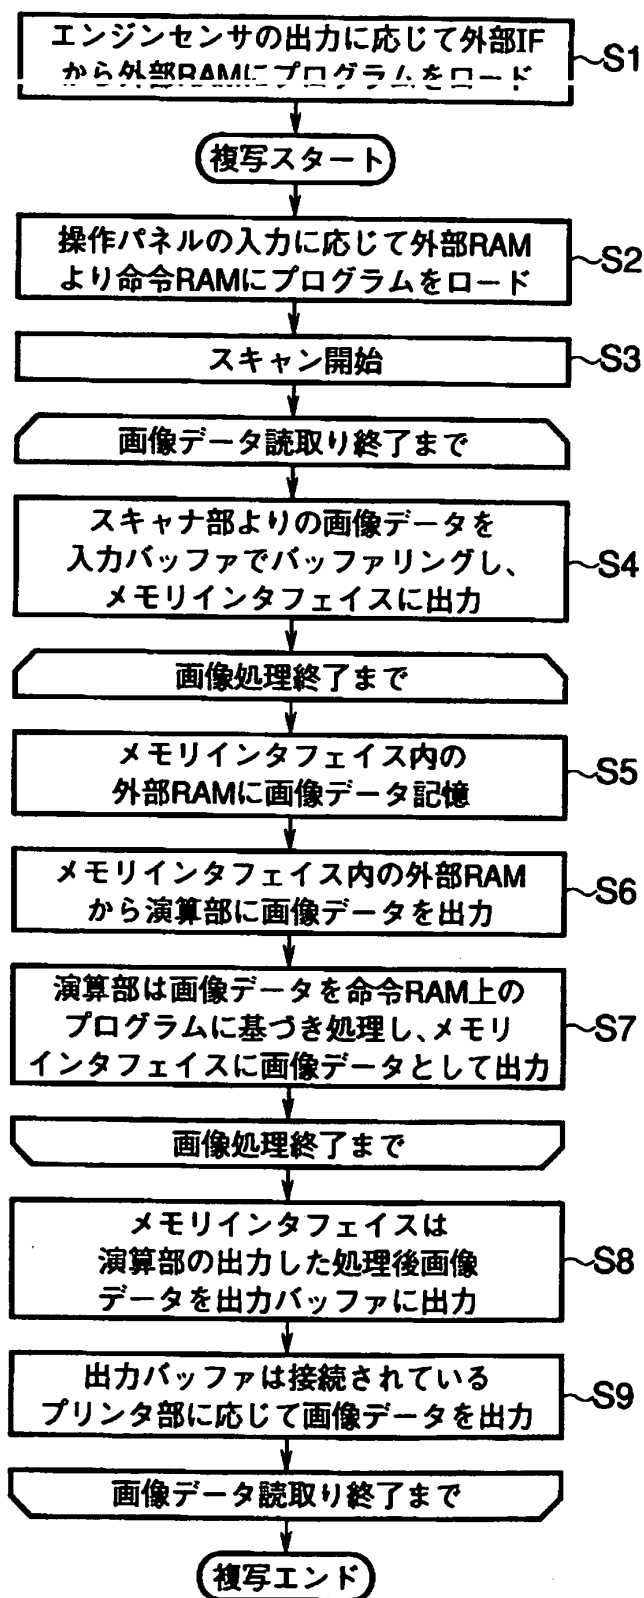 エンジンセンサの出力に応じて外部IF
から外部RAMにプログラムをロード
S1
複写スタート
操作パネルの入力に応じて外部RAM
より命令RAMにプログラムをロード
S2
スキャン開始
S3
画像データ読取り終了まで
スキャナ部よりの画像データを
入力バッファでバッファリングし、
メモリインタフェイスに出力
S4
画像処理終了まで
メモリインタフェイス内の
外部RAMに画像データ記憶
S5
メモリインタフェイス内の外部RAM
から演算部に画像データを出力
S6
演算部は画像データを命令RAM上の
プログラムに基づき処理し、メモリ
インタフェイスに画像データとして出力
S7
画像処理終了まで
メモリインタフェイスは
演算部の出力した処理後画像
データを出力バッファに出力
S8
出力バッファは接続されている
プリンタ部に応じて画像データを出力
S9
画像データ読取り終了まで
複写エンド